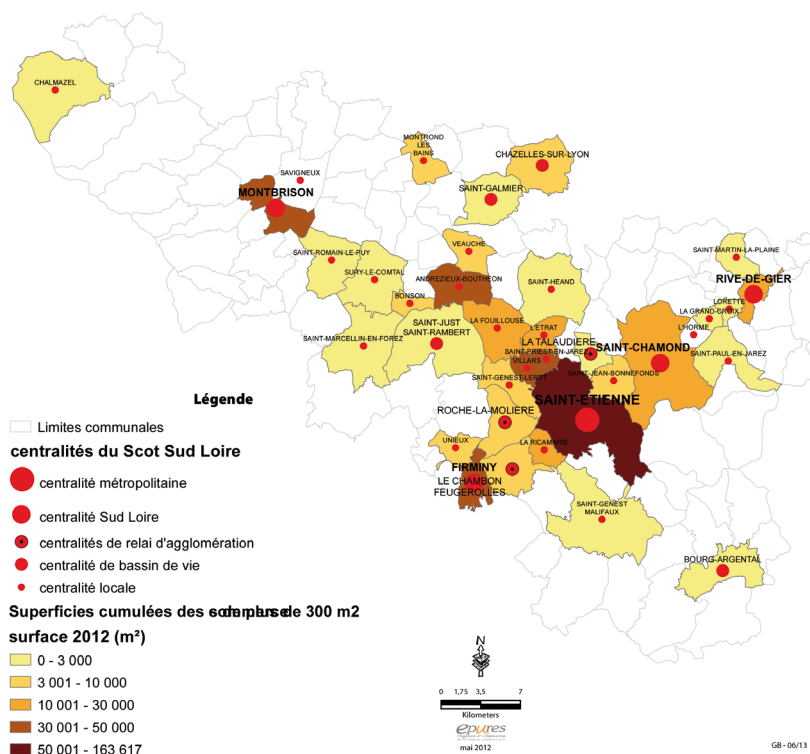 CHALMAZEL
MONTROND
LES
BAINS
CHAZELLES-SUR-LYON
SAVIGNEUX
MONTBRISON
SAINT-GALMIER
VEAUCHE
SAINT-MARTIN-LA-PLAINE
SAINT-ROMAIN-LE-PUY
SURY-LE-COMTAL
ANDREZIEUX-BOUTHEON
SAINT-HEAND
RIVE-DE-GIER
BONSON
LORETTE
LA GRAND-CROIX
SAINT-JUST
SAINT-RAMBERT
LA FOUILLOUSE
L'ETRAT
L'HORME
SAINT-MARCELLIN-EN-FOREZ
LA TALAUDIERE
SAINT-CHAMOND
SAINT-PRIEST-EN-JAREZ
VILLARS
SAINT-PAUL-EN-JAREZ
SAINT-GENEST-LERPT
SAINT-JEAN-BONNEFONDS
SAINT-ETIENNE
ROCHE-LA-MOLIERE
UNIEUX
LA RICAMARIE
FIRMINY
LE CHAMBON
FEUGEROLLES
SAINT-GENEST
MALIFAUX
BOURG-ARGENTAL
Légende
Limites communales
centralités du Scot Sud Loire
centralité métropolitaine
centralité Sud Loire
centralités de relai d'agglomération
centralité de bassin de vie
centralité locale
Superficies cumulées des de 300 m2
surface 2012 (m²)
0 - 3 000
3 001 - 10 000
10 001 - 30 000
30 001 - 50 000
50 001 - 163 617
N
0 1,75 3,5 7
Kilometers
epures
mai 2012
GB - 06/13